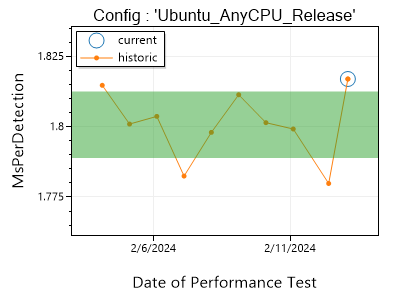 Config : 'Ubuntu_AnyCPU_Release'
current
historic
1.825
1.8
1.775
MsPerDetection
2/6/2024
2/11/2024
Date of Performance Test